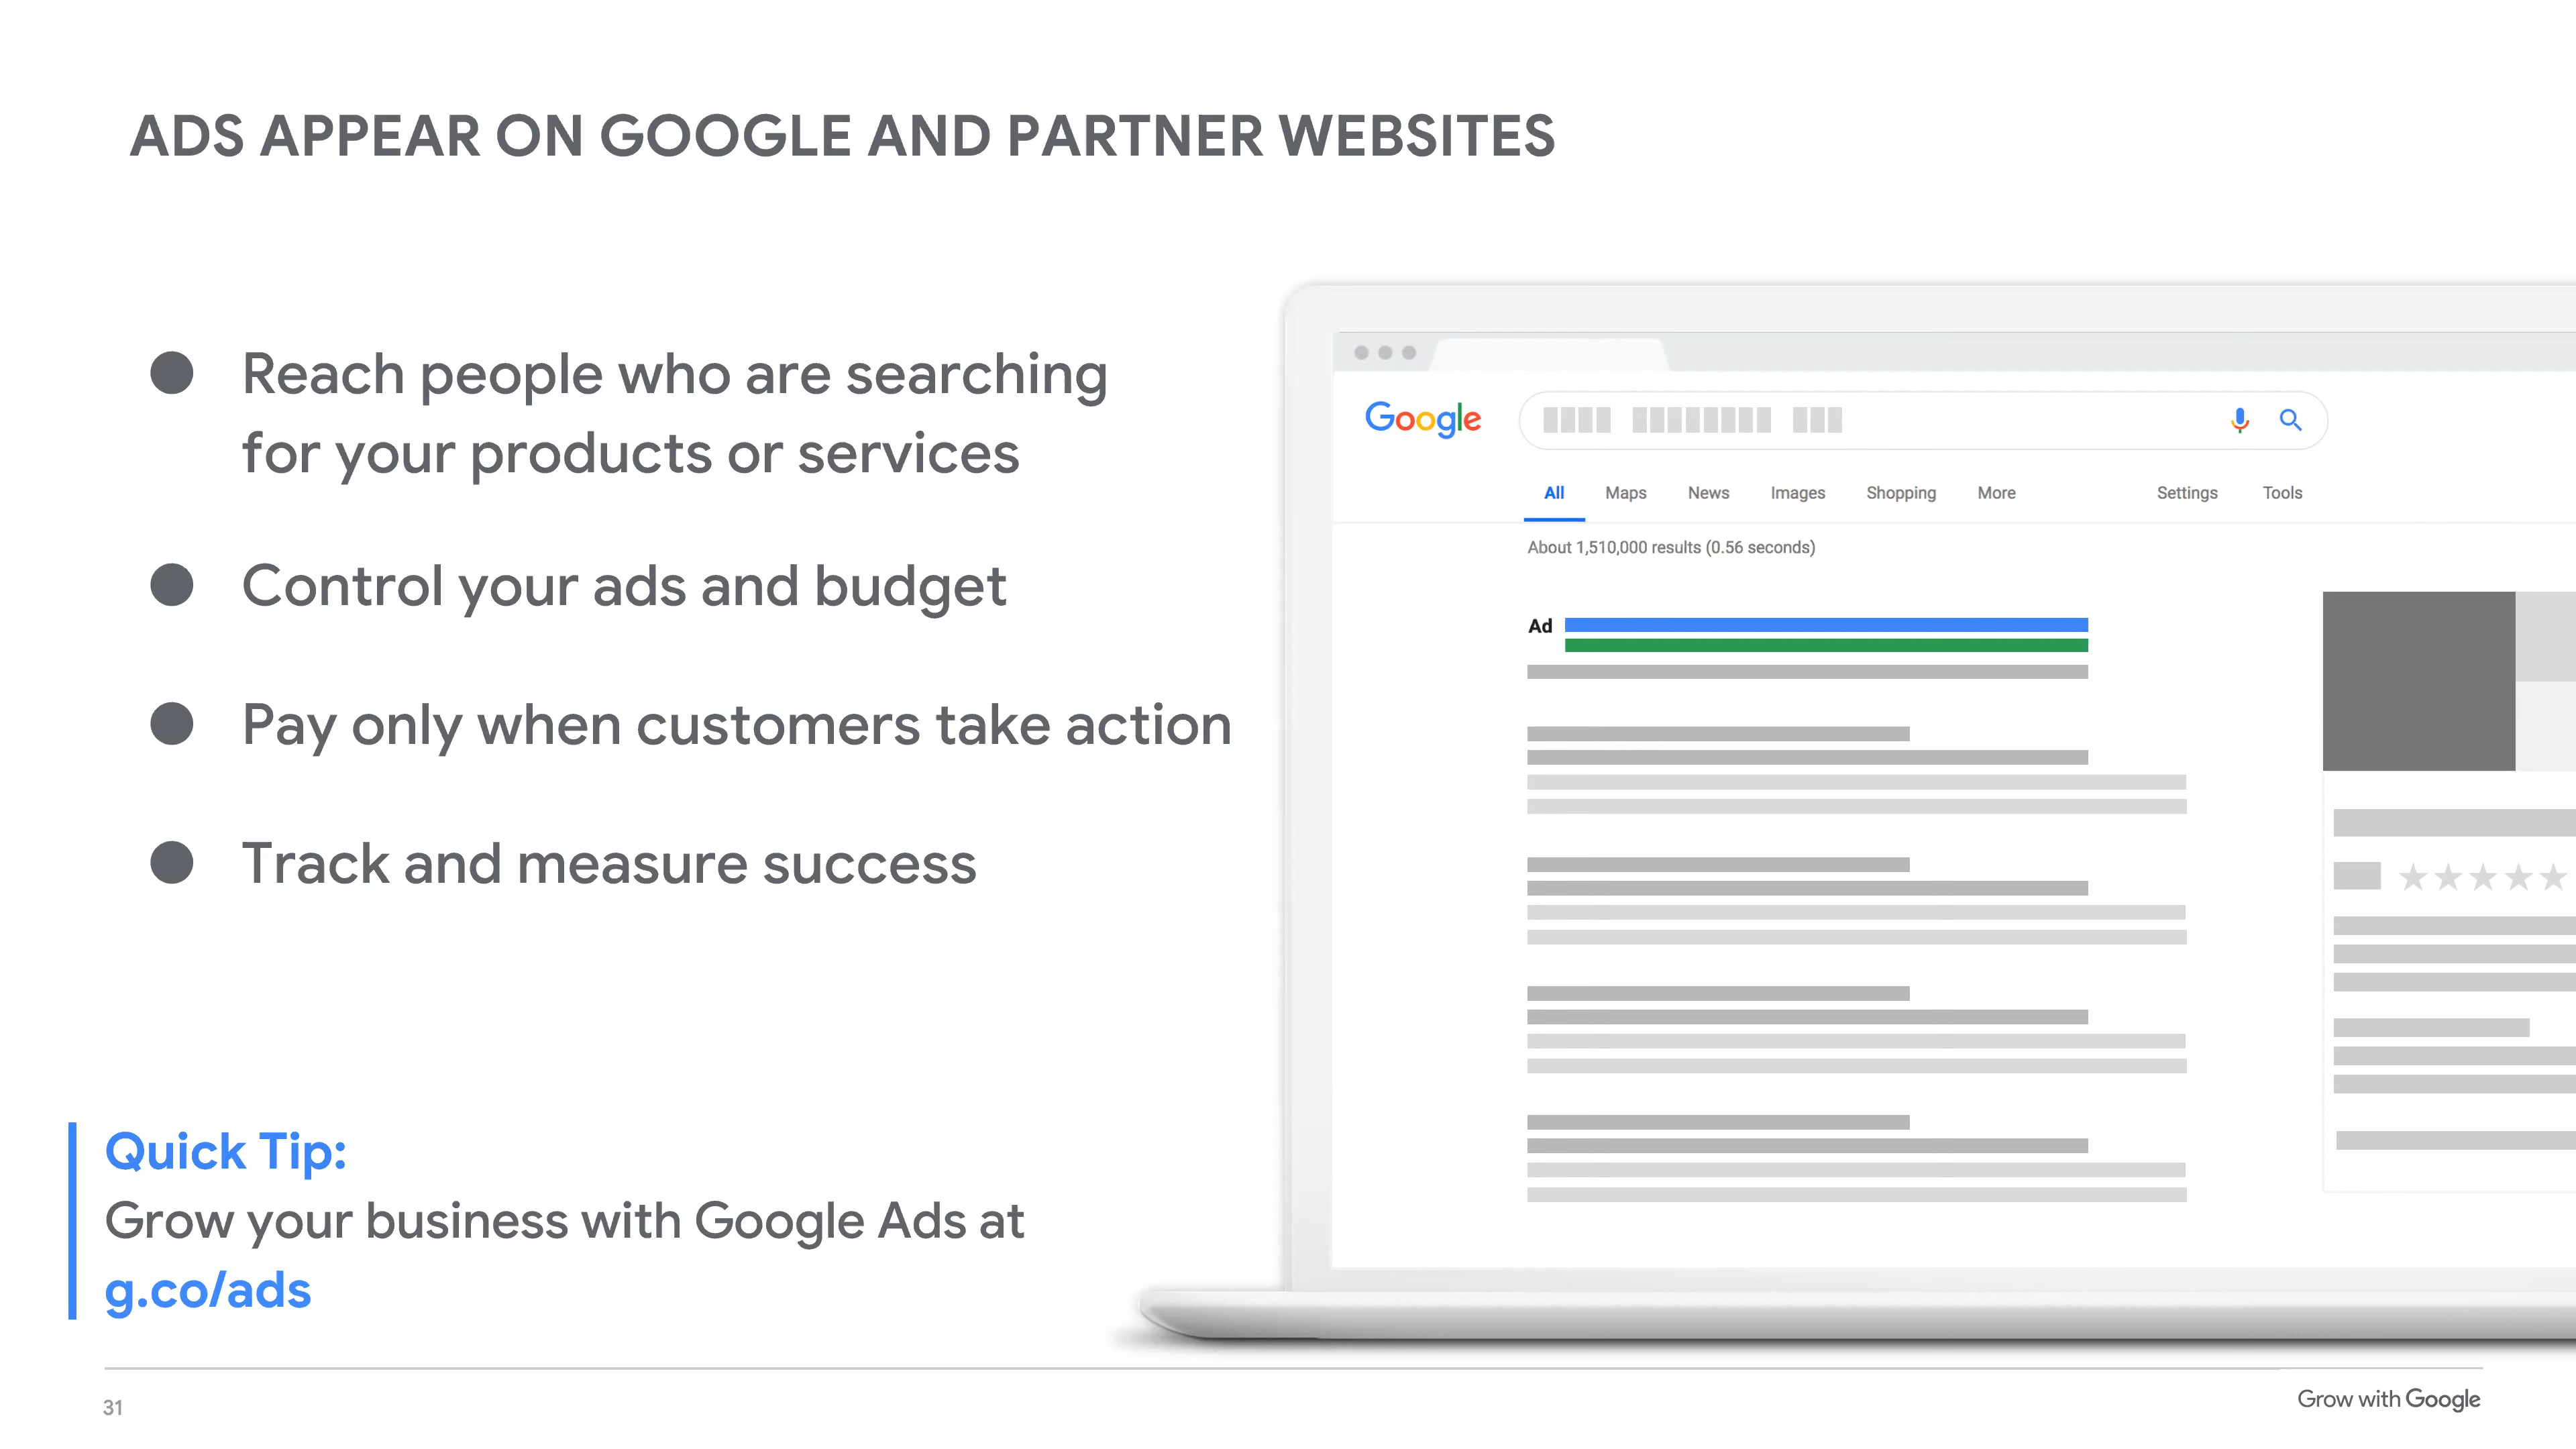 ADS APPEAR ON GOOGLE AND PARTNER WEBSITES
● Reach people who are searching
for your products or services
● Control your ads and budget
● Pay only when customers take action
● Track and measure success
Quick Tip:
Grow your business with Google Ads at
g.co/ads
Google
All Maps News Images Shopping More Settings Tools
About 1,510,000 results (0.56 seconds)
Ad
31
Grow with Google